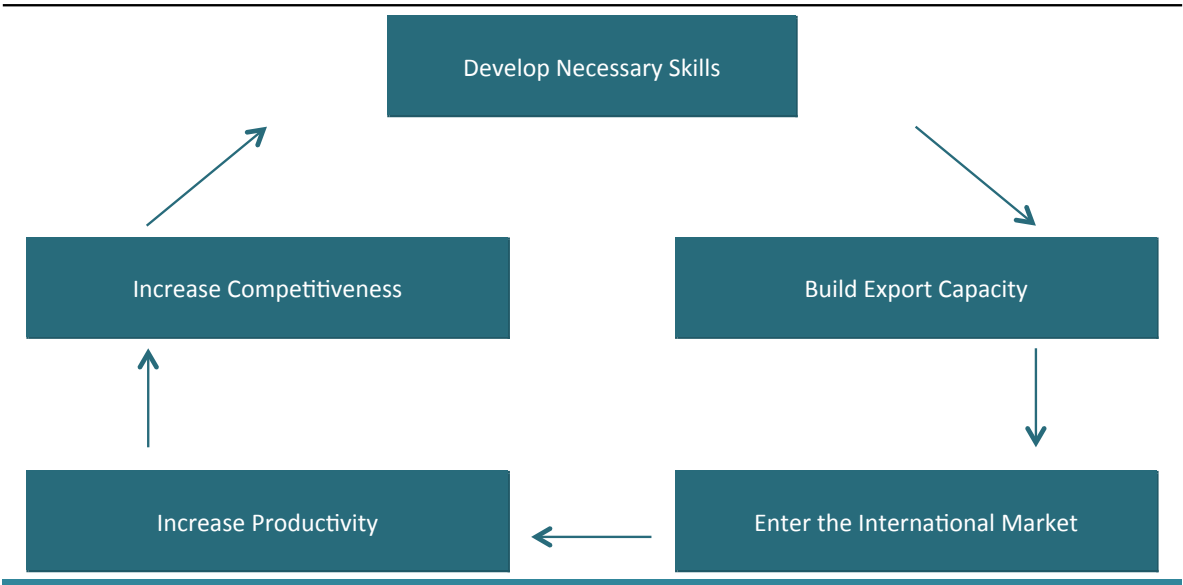 Develop Necessary Skills
Increase Competitiveness
Build Export Capacity
Increase Productivity
Enter the International Market